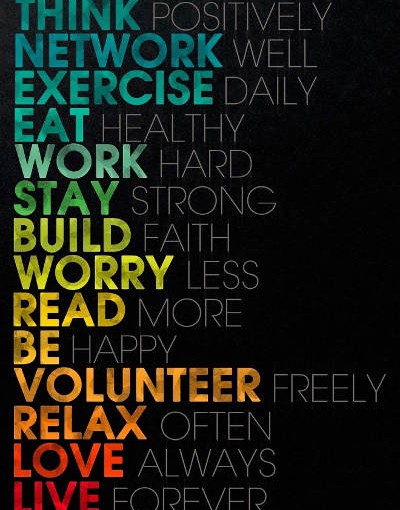 THINK POSITIVELY
NETWORK WELL
EXERCISE DAILY
EAT HEALTHY
WORK HARD
STAY STRONG
BUILD FAITH
WORRY LESS
READ MORE
BE HAPPY
VOLUNTEER FREELY
RELAX OFTEN
LOVE ALWAYS
LIVE FOREVER